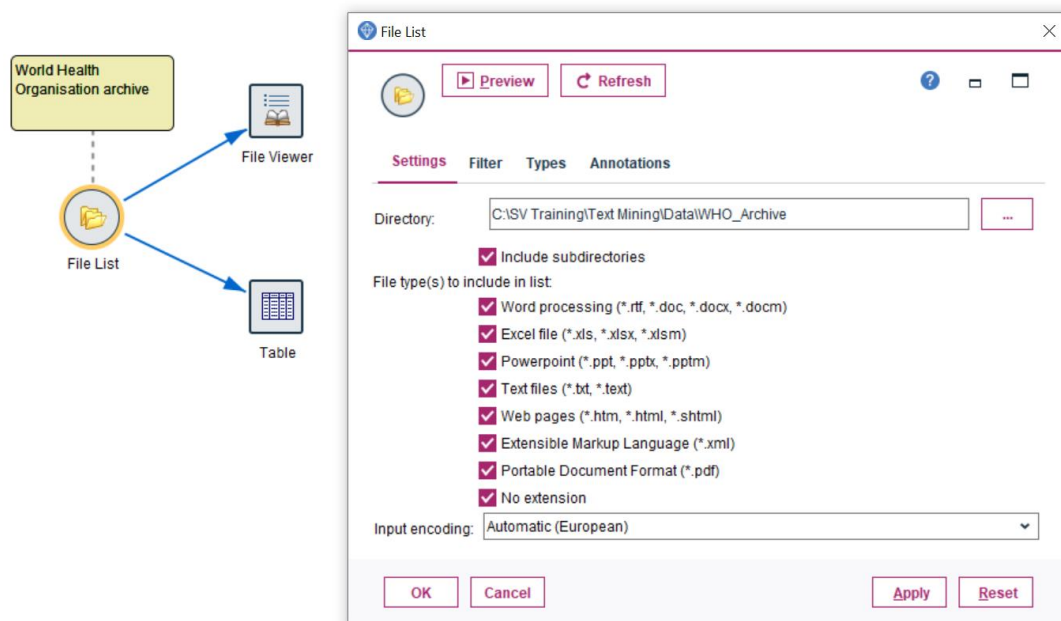 World Health
Organisation archive
File Viewer
File List
Table
File List
Preview
Refresh
?
Settings
Filter
Types
Annotations
Directory:
C:\SV Training\Text Mining\Data\WHO_Archive
...
Include subdirectories
File type(s) to include in list:
Word processing (*.rtf, *.doc, *.docx, *.docm)
Excel file (*.xls, *.xlsx, *.xlsm)
Powerpoint (*.ppt, *.pptx, *.pptm)
Text files (*.txt, *.text)
Web pages (*.htm, *.html, *.shtml)
Extensible Markup Language (*.xml)
Portable Document Format (*.pdf)
No extension
Input encoding:
Automatic (European)
OK
Cancel
Apply
Reset